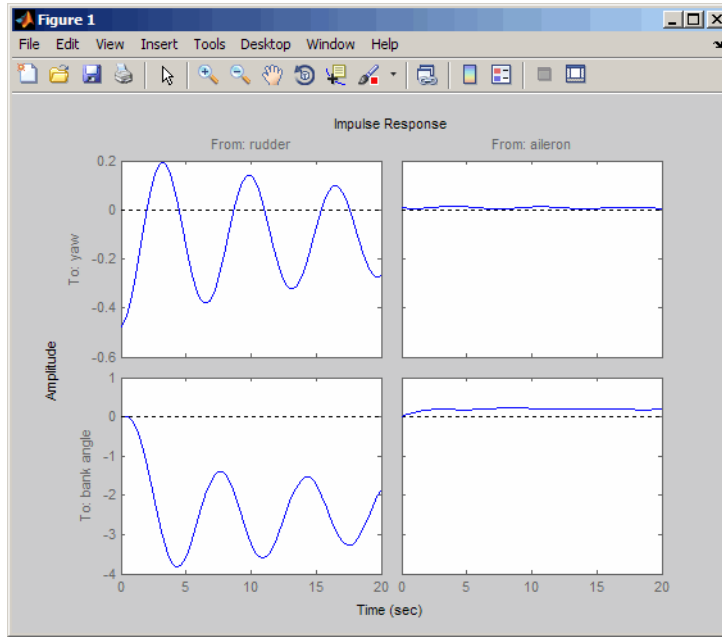 Figure 1
File Edit View Insert Tools Desktop Window Help
Impulse Response
From: rudder
From: aileron
To: yaw
0.2
0
-0.2
-0.4
-0.6
Amplitude
To: bank angle
1
0
-1
-2
-3
-4
0 5 10 15 20
0 5 10 15 20
Time (sec)